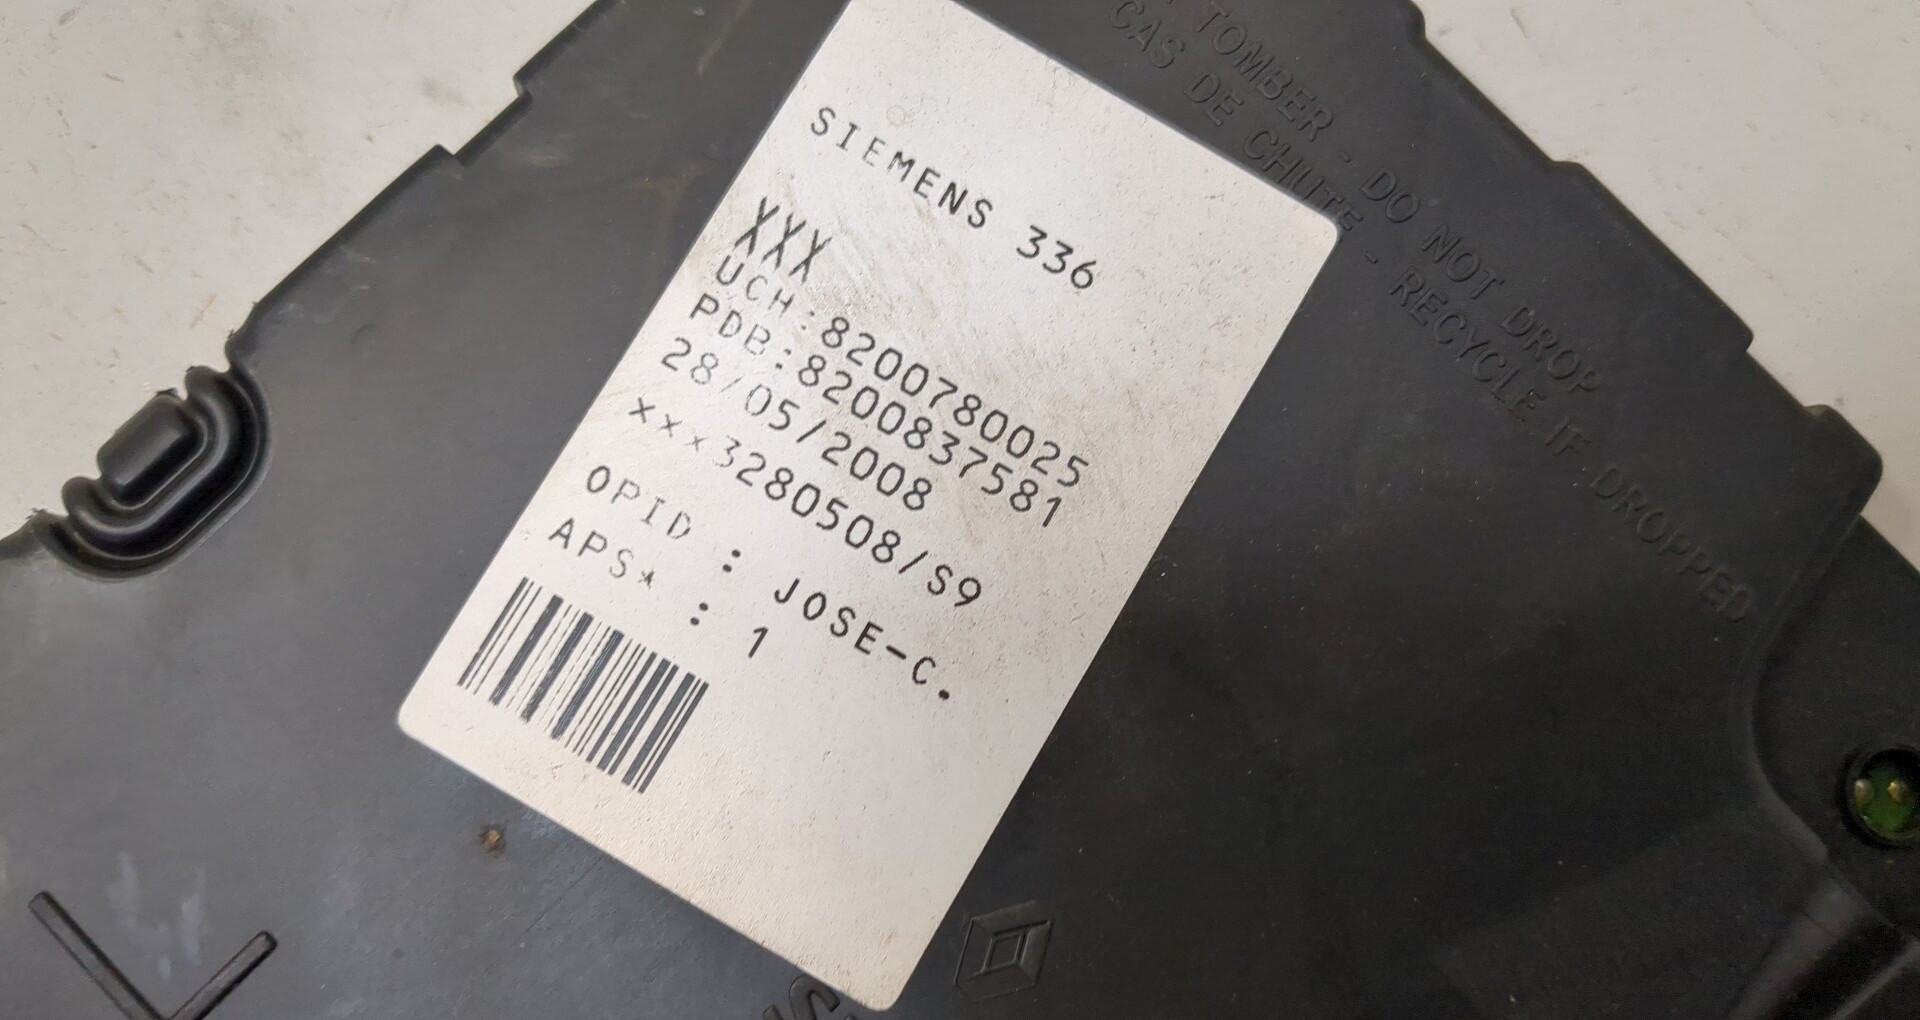 SIEMENS 336
XXX
UCH:8200780025
PDB:8200837581
28/05/2008
xxx3280508/S9
OPID : JOSE-C.
APS* : 1
TOMBER - DO NOT DROP
CAS DE CHUTE - RECYCLE IF DROPPED